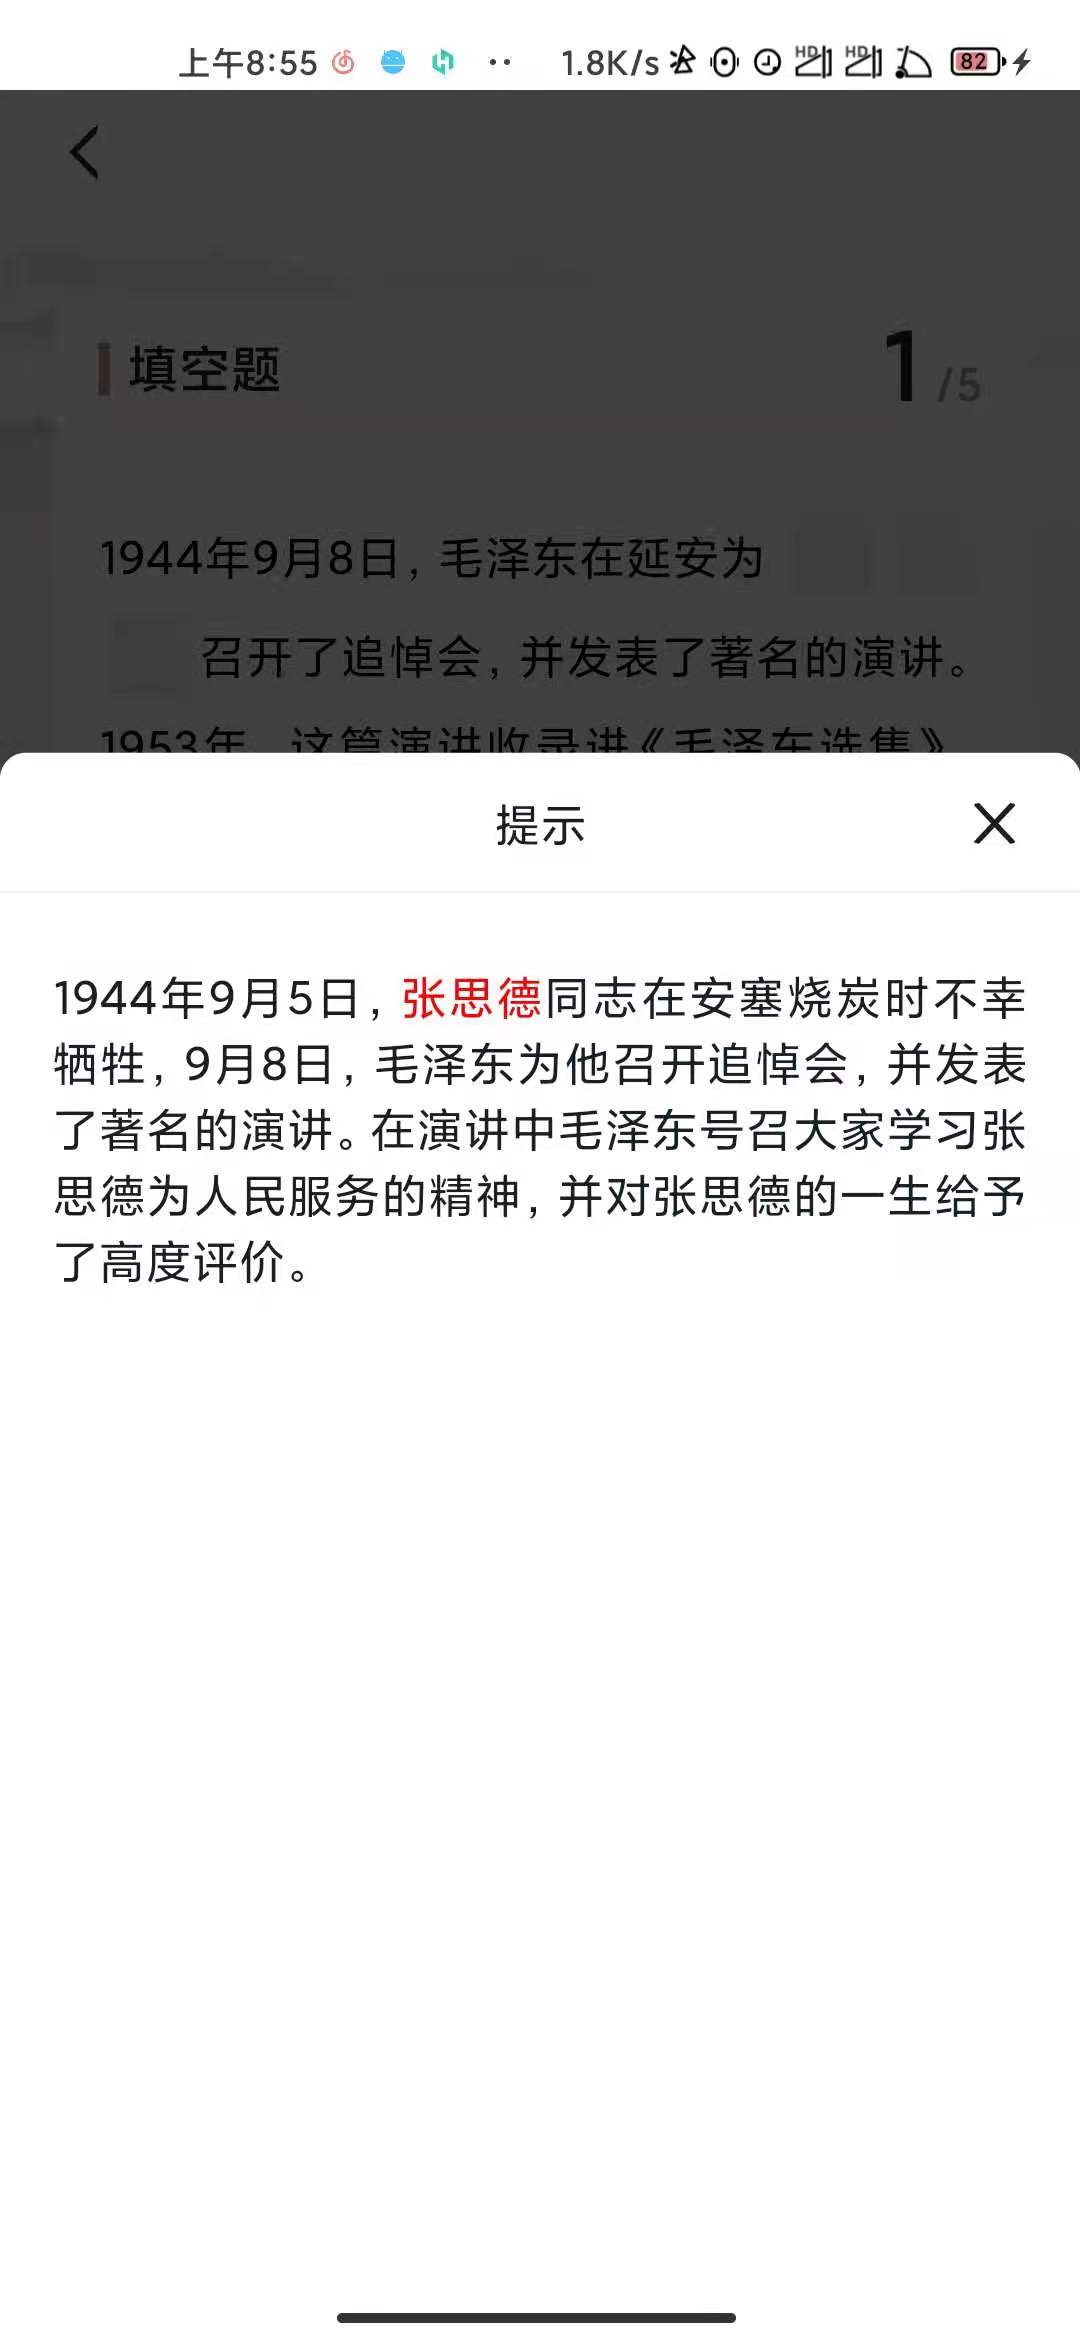 上午8:55 1.8K/s HD HD 82
填空题 1/5
1944年9月8日，毛泽东在延安为
召开了追悼会，并发表了著名的演讲。
1953年，这篇演讲收录进《毛泽东选集》
提示
1944年9月5日，张思德同志在安塞烧炭时不幸
牺牲，9月8日，毛泽东为他召开追悼会，并发表
了著名的演讲。在演讲中毛泽东号召大家学习张
思德为人民服务的精神，并对张思德的一生给予
了高度评价。